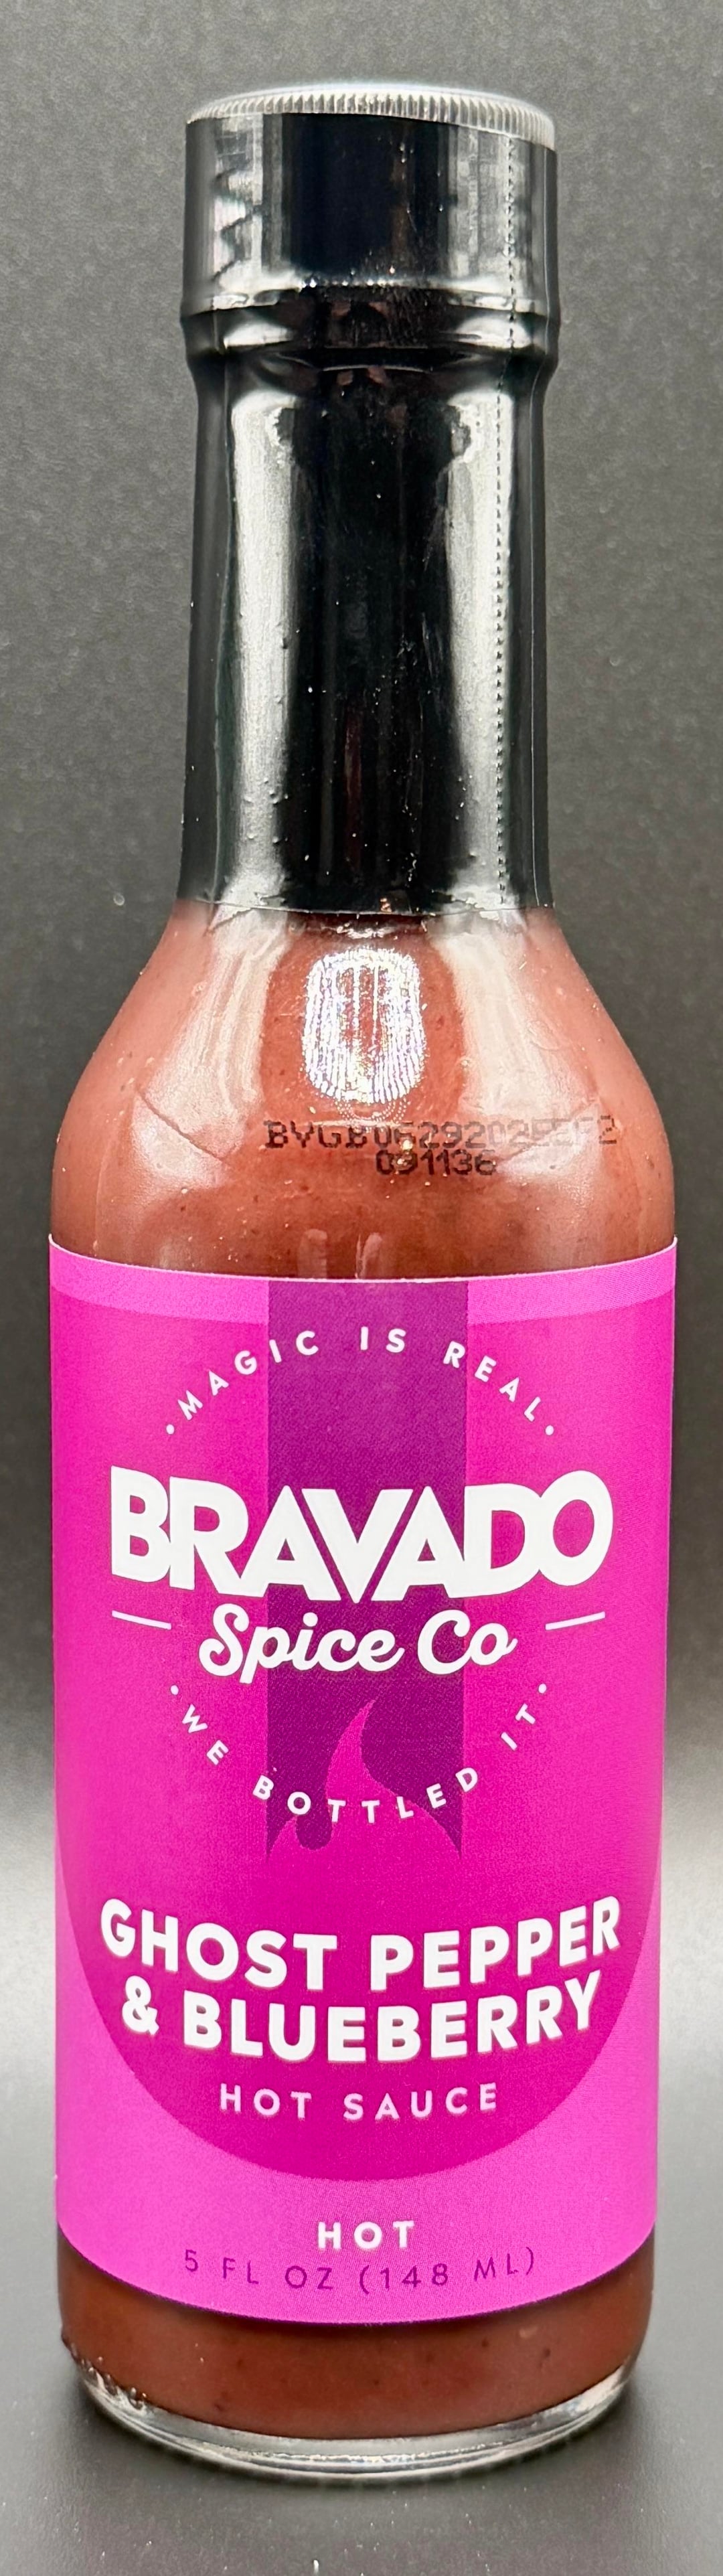 091136
MAGIC IS REAL
BRAVADO
Spice Co
WE BOTTLED IT
GHOST PEPPER
& BLUEBERRY
HOT SAUCE
HOT
5 FL OZ (148 ML)